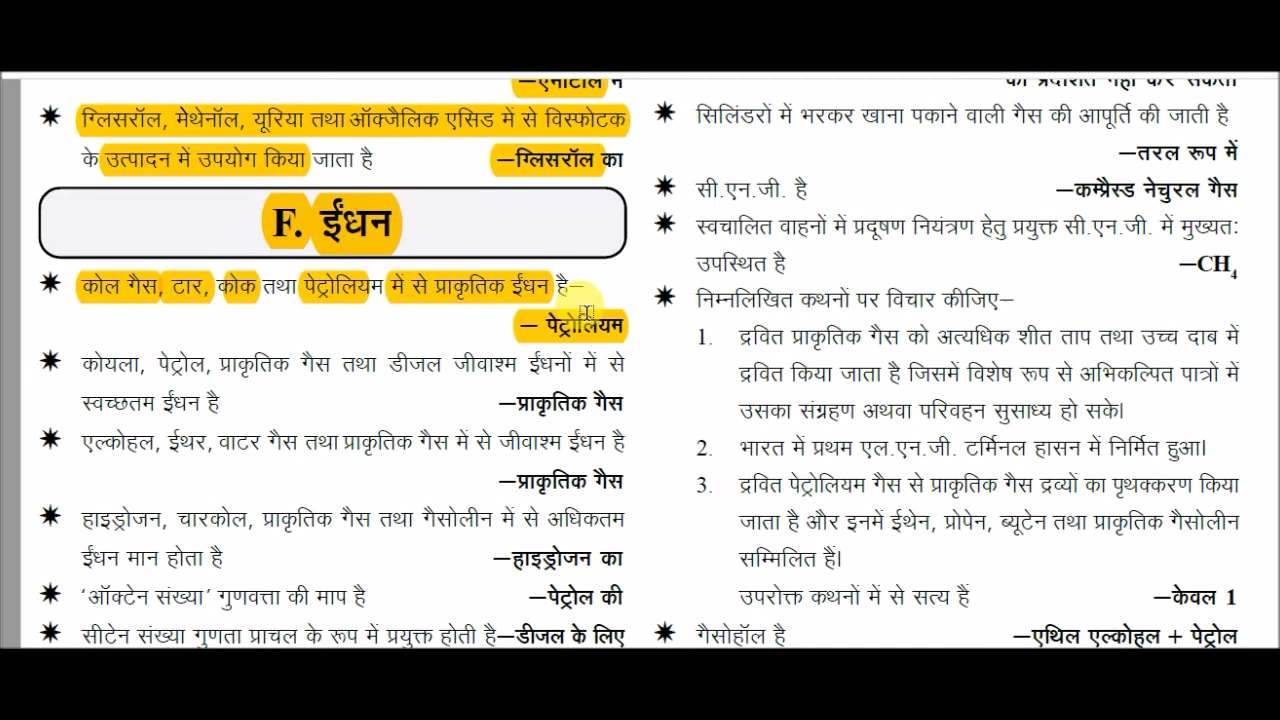 —एनाटोल में
✷ ग्लिसरॉल, मेथेनॉल, यूरिया तथा ऑक्जैलिक एसिड में से विस्फोटक
के उत्पादन में उपयोग किया जाता है —ग्लिसरॉल का
F. ईंधन
✷ कोल गैस, टार, कोक तथा पेट्रोलियम में से प्राकृतिक ईंधन है–
— पेट्रोलियम
✷ कोयला, पेट्रोल, प्राकृतिक गैस तथा डीजल जीवाश्म ईंधनों में से
स्वच्छतम ईंधन है —प्राकृतिक गैस
✷ एल्कोहल, ईथर, वाटर गैस तथा प्राकृतिक गैस में से जीवाश्म ईंधन है
—प्राकृतिक गैस
✷ हाइड्रोजन, चारकोल, प्राकृतिक गैस तथा गैसोलीन में से अधिकतम
ईंधन मान होता है —हाइड्रोजन का
✷ ‘ऑक्टेन संख्या’ गुणवत्ता की माप है —पेट्रोल की
✷ सीटेन संख्या गुणता प्राचल के रूप में प्रयुक्त होती है—डीजल के लिए
को प्रदर्शित नहीं कर सकता
✷ सिलिंडरों में भरकर खाना पकाने वाली गैस की आपूर्ति की जाती है
—तरल रूप में
✷ सी.एन.जी. है —कम्प्रैस्ड नेचुरल गैस
✷ स्वचालित वाहनों में प्रदूषण नियंत्रण हेतु प्रयुक्त सी.एन.जी. में मुख्यतः
उपस्थित है —CH₄
✷ निम्नलिखित कथनों पर विचार कीजिए–
1. द्रवित प्राकृतिक गैस को अत्यधिक शीत ताप तथा उच्च दाब में
द्रवित किया जाता है जिसमें विशेष रूप से अभिकल्पित पात्रों में
उसका संग्रहण अथवा परिवहन सुसाध्य हो सके।
2. भारत में प्रथम एल.एन.जी. टर्मिनल हासन में निर्मित हुआ।
3. द्रवित पेट्रोलियम गैस से प्राकृतिक गैस द्रव्यों का पृथक्करण किया
जाता है और इनमें ईथेन, प्रोपेन, ब्यूटेन तथा प्राकृतिक गैसोलीन
सम्मिलित हैं।
उपरोक्त कथनों में से सत्य हैं —केवल 1
✷ गैसोहॉल है —एथिल एल्कोहल + पेट्रोल